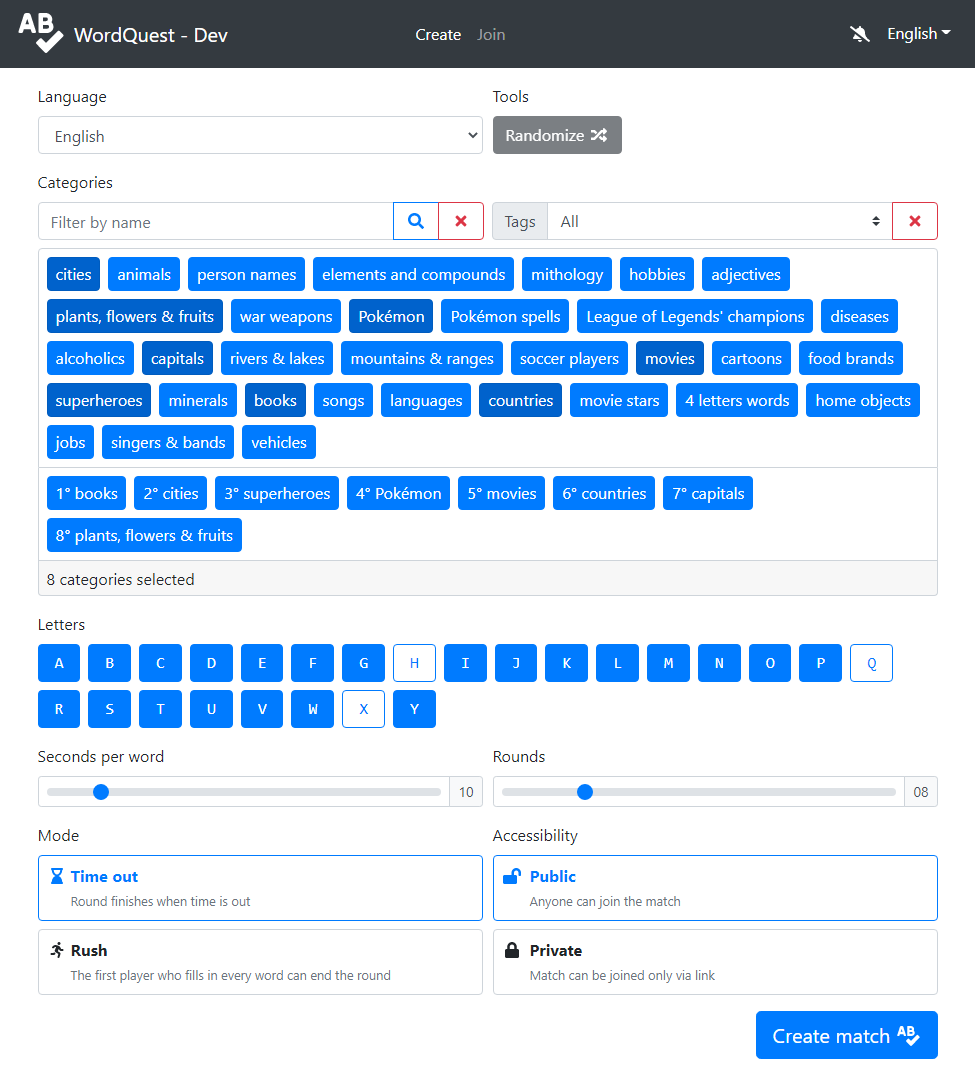 AB WordQuest - Dev Create Join English
Language Tools
English Randomize
Categories
Filter by name Tags All
cities animals person names elements and compounds mithology hobbies adjectives
plants, flowers & fruits war weapons Pokémon Pokémon spells League of Legends' champions diseases
alcoholics capitals rivers & lakes mountains & ranges soccer players movies cartoons food brands
superheroes minerals books songs languages countries movie stars 4 letters words home objects
jobs singers & bands vehicles
1° books 2° cities 3° superheroes 4° Pokémon 5° movies 6° countries 7° capitals
8° plants, flowers & fruits
8 categories selected
Letters
A B C D E F G H I J K L M N O P Q
R S T U V W X Y
Seconds per word Rounds
10 08
Mode Accessibility
Time out Public
Round finishes when time is out Anyone can join the match
Rush Private
The first player who fills in every word can end the round Match can be joined only via link
Create match AB